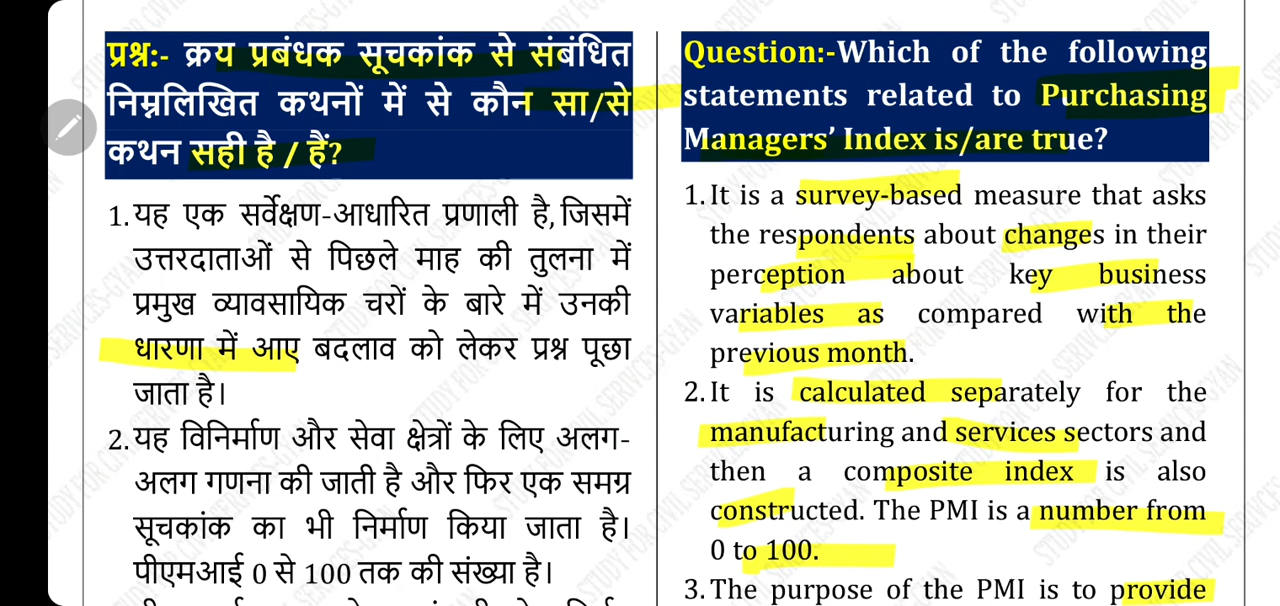 प्रश्न:- क्रय प्रबंधक सूचकांक से संबंधित
निम्नलिखित कथनों में से कौन सा/से
कथन सही है / हैं?
1. यह एक सर्वेक्षण-आधारित प्रणाली है, जिसमें
उत्तरदाताओं से पिछले माह की तुलना में
प्रमुख व्यावसायिक चरों के बारे में उनकी
धारणा में आए बदलाव को लेकर प्रश्न पूछा
जाता है।
2. यह विनिर्माण और सेवा क्षेत्रों के लिए अलग-
अलग गणना की जाती है और फिर एक समग्र
सूचकांक का भी निर्माण किया जाता है।
पीएमआई 0 से 100 तक की संख्या है।
Question:-Which of the following
statements related to Purchasing
Managers’ Index is/are true?
1. It is a survey-based measure that asks
the respondents about changes in their
perception about key business
variables as compared with the
previous month.
2. It is calculated separately for the
manufacturing and services sectors and
then a composite index is also
constructed. The PMI is a number from
0 to 100.
3. The purpose of the PMI is to provide